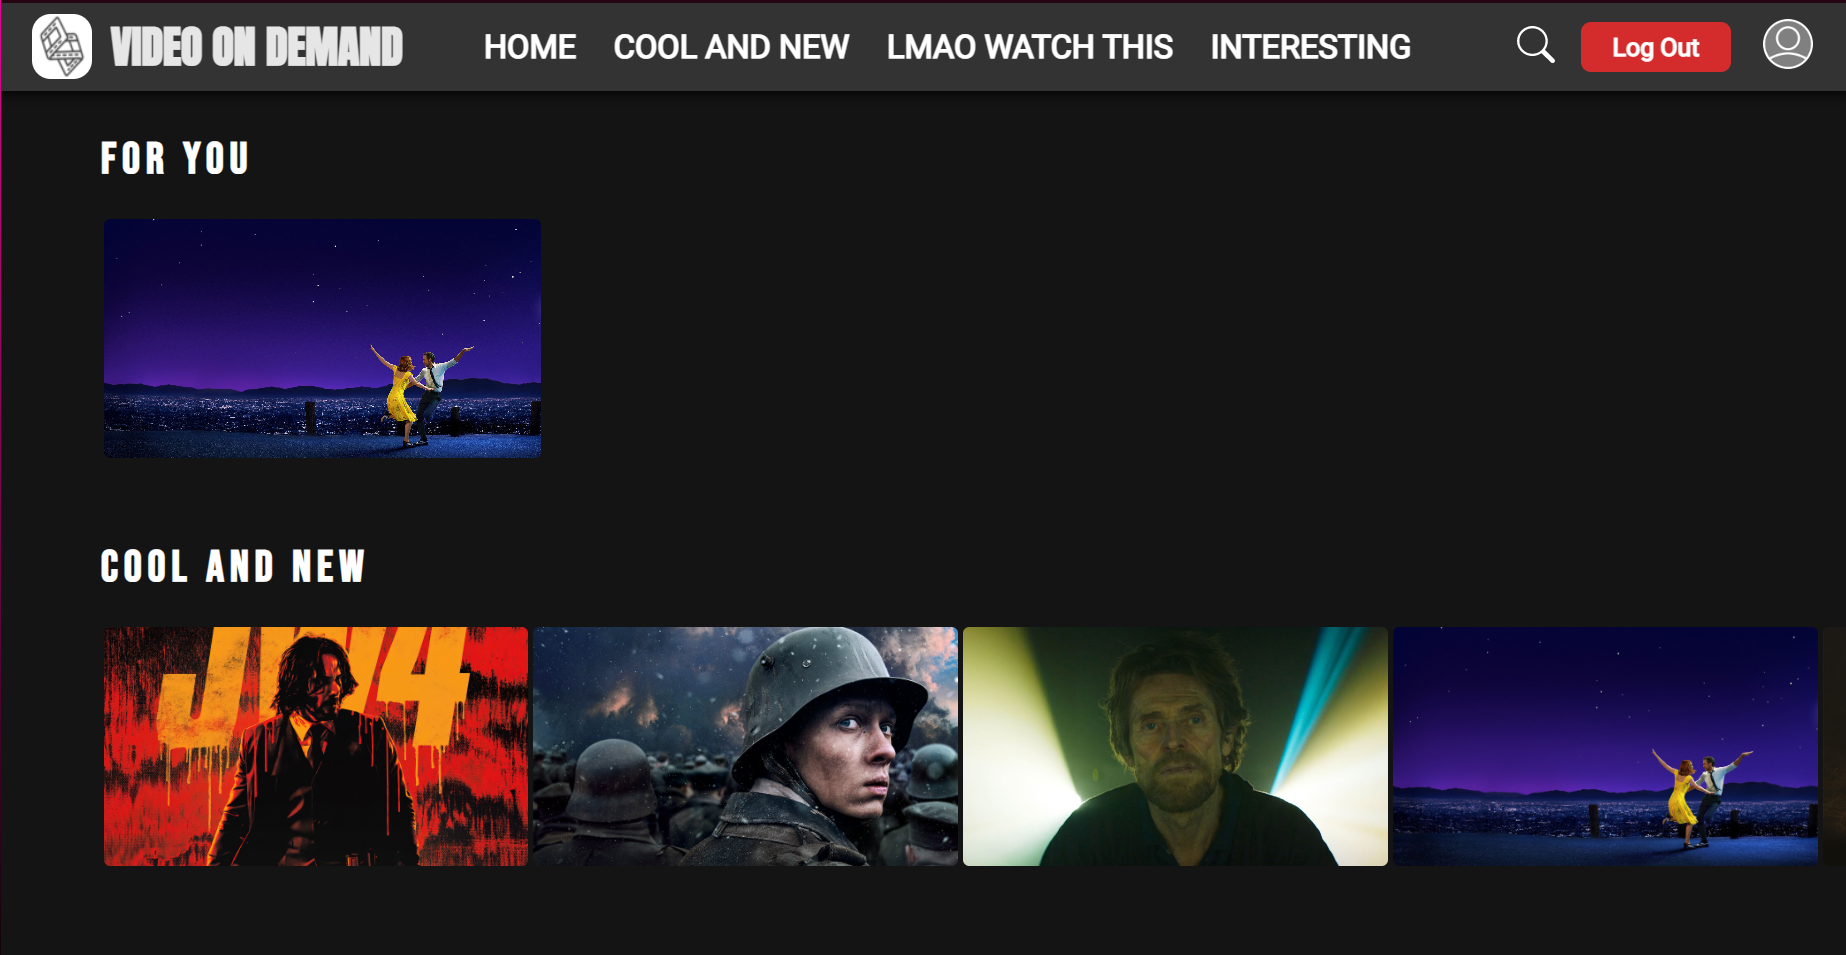 VIDEO ON DEMAND HOME COOL AND NEW LMAO WATCH THIS INTERESTING Log Out
FOR YOU
COOL AND NEW
JW4